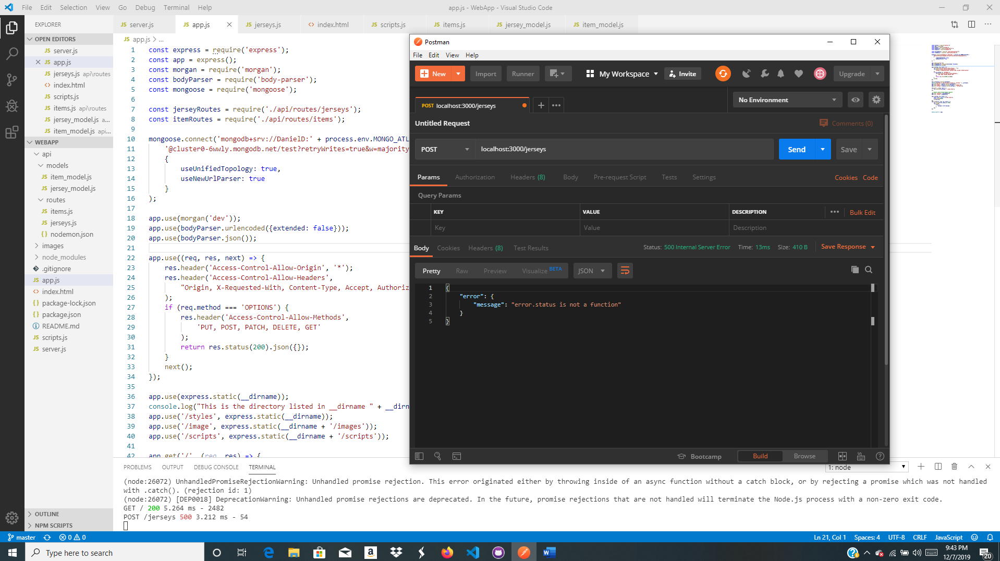 File Edit Selection View Go Debug Terminal Help
app.js - WebApp - Visual Studio Code
EXPLORER
OPEN EDITORS
JS server.js
JS app.js
JS jerseys.js api\routes
<> index.html
JS scripts.js
JS items.js api\routes
JS jersey_model.js a...
JS item_model.js api...
WEBAPP
api
models
JS item_model.js
JS jersey_model.js
routes
JS items.js
JS jerseys.js
{} nodemon.json
images
node_modules
.gitignore
JS app.js
<> index.html
{} package-lock.json
{} package.json
README.md
JS scripts.js
JS server.js
OUTLINE
NPM SCRIPTS
JS server.js JS app.js JS jerseys.js <> index.html JS scripts.js JS items.js JS jersey_model.js JS item_model.js
JS app.js > ...
1 const express = require('express');
2 const app = express();
3 const morgan = require('morgan');
4 const bodyParser = require('body-parser');
5 const mongoose = require('mongoose');
6
7 const jerseyRoutes = require('./api/routes/jerseys');
8 const itemRoutes = require('./api/routes/items');
9
10 mongoose.connect('mongodb+srv://DanielD:' + process.env.MONGO_ATL
11 '@cluster0-6wwly.mongodb.net/test?retryWrites=true&w=majority
12 {
13 useUnifiedTopology: true,
14 useNewUrlParser: true
15 }
16 );
17
18 app.use(morgan('dev'));
19 app.use(bodyParser.urlencoded({extended: false}));
20 app.use(bodyParser.json());
21
22 app.use((req, res, next) => {
23 res.header('Access-Control-Allow-Origin', '*');
24 res.header('Access-Control-Allow-Headers',
25 "Origin, X-Requested-With, Content-Type, Accept, Authoriz
26 );
27 if (req.method === 'OPTIONS') {
28 res.header('Access-Control-Allow-Methods',
29 'PUT, POST, PATCH, DELETE, GET'
30 );
31 return res.status(200).json({});
32 }
33 next();
34 });
35
36 app.use(express.static(__dirname));
37 console.log("This is the directory listed in __dirname " + __dirn
38 app.use('/styles', express.static(__dirname));
39 app.use('/image', express.static(__dirname + '/images'));
40 app.use('/scripts', express.static(__dirname + '/scripts'));
41
42 app.get('/', (req, res) => {
Postman
File Edit View Help
New Import Runner My Workspace Invite Upgrade
POST localhost:3000/jerseys
No Environment
Untitled Request
Comments (0)
POST localhost:3000/jerseys Send Save
Params Authorization Headers (8) Body Pre-request Script Tests Settings Cookies Code
Query Params
KEY VALUE DESCRIPTION Bulk Edit
Key Value Description
Body Cookies Headers (8) Test Results Status: 500 Internal Server Error Time: 13ms Size: 410 B Save Response
Pretty Raw Preview Visualize BETA JSON
1 {
2 "error": {
3 "message": "error.status is not a function"
4 }
5 }
Bootcamp Build Browse
PROBLEMS OUTPUT DEBUG CONSOLE TERMINAL
1: node
(node:26072) UnhandledPromiseRejectionWarning: Unhandled promise rejection. This error originated either by throwing inside of an async function without a catch block, or by rejecting a promise which was not handled
with .catch(). (rejection id: 1)
(node:26072) [DEP0018] DeprecationWarning: Unhandled promise rejections are deprecated. In the future, promise rejections that are not handled will terminate the Node.js process with a non-zero exit code.
GET / 200 5.264 ms - 2482
POST /jerseys 500 3.212 ms - 54
master 0 0
Ln 21, Col 1 Spaces: 4 UTF-8 CRLF JavaScript
Type here to search
9:43 PM
12/7/2019
20